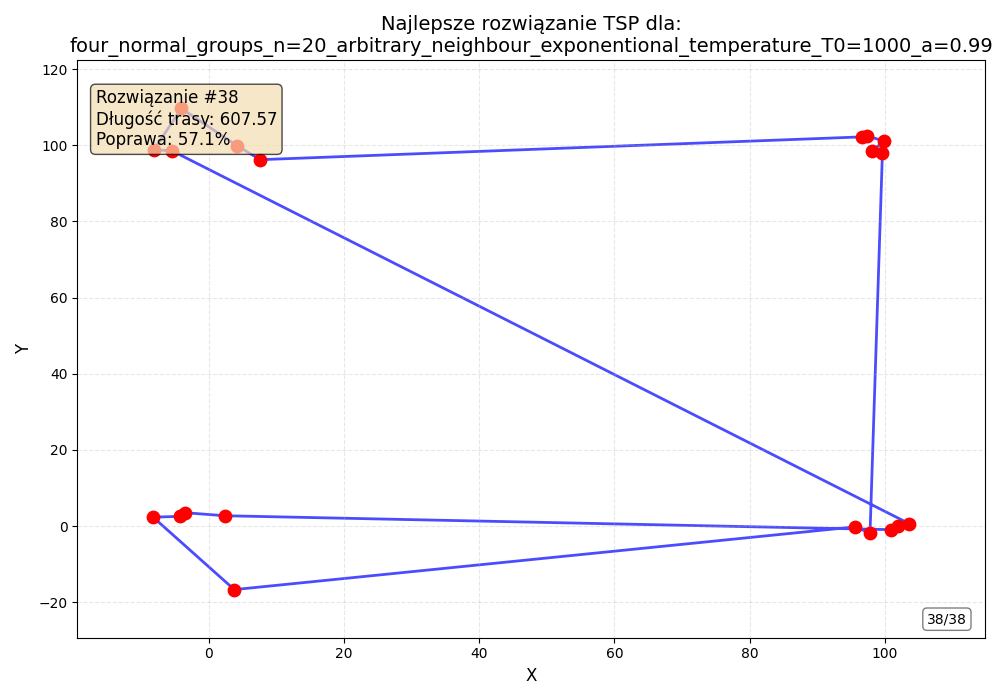 Najlepsze rozwiązanie TSP dla:
four_normal_groups_n=20_arbitrary_neighbour_exponential_temperature_T0=1000_a=0.99
120
100
80
60
40
20
0
−20
Y
Rozwiązanie #38
Długość trasy: 607.57
Poprawa: 57.1%
38/38
0 20 40 60 80 100
X